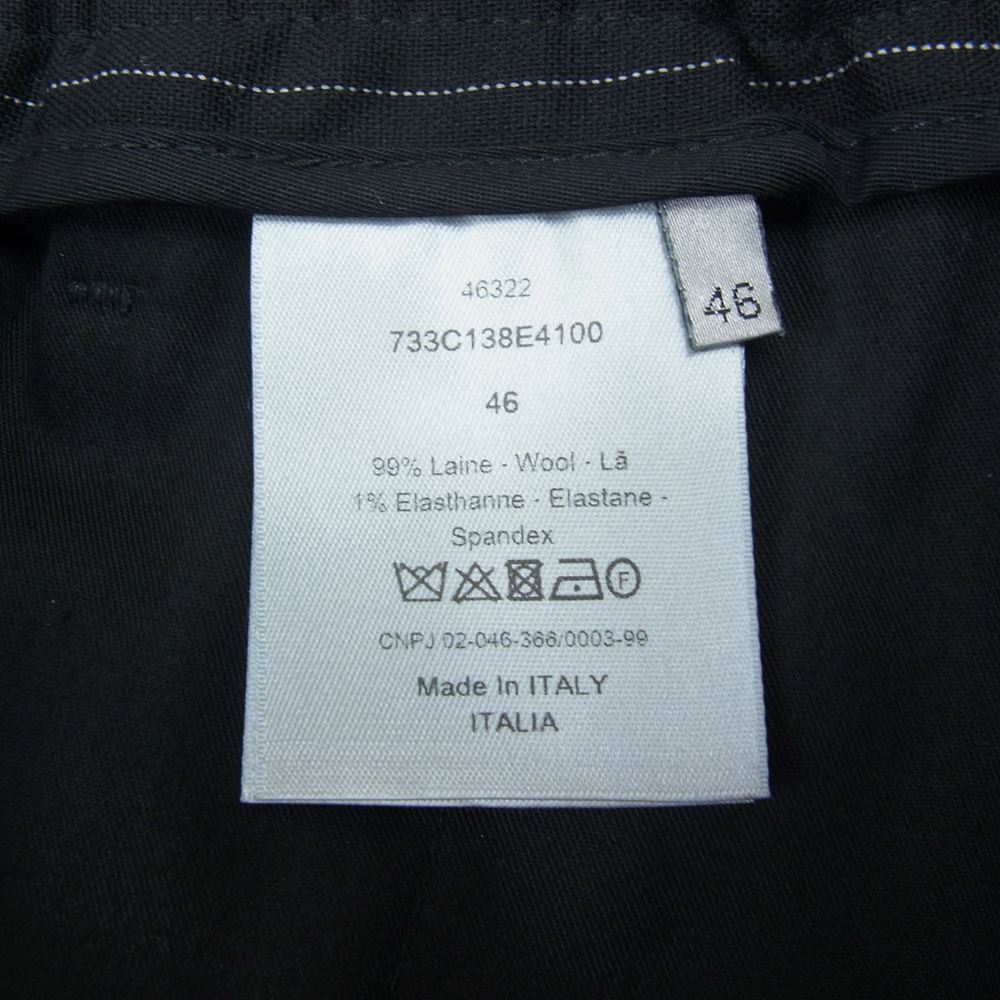 46322
733C138E4100
46
46
99% Laine - Wool - Lã
1% Elasthanne - Elastane -
Spandex
F
CNPJ 02-046-366/0003-99
Made In ITALY
ITALIA